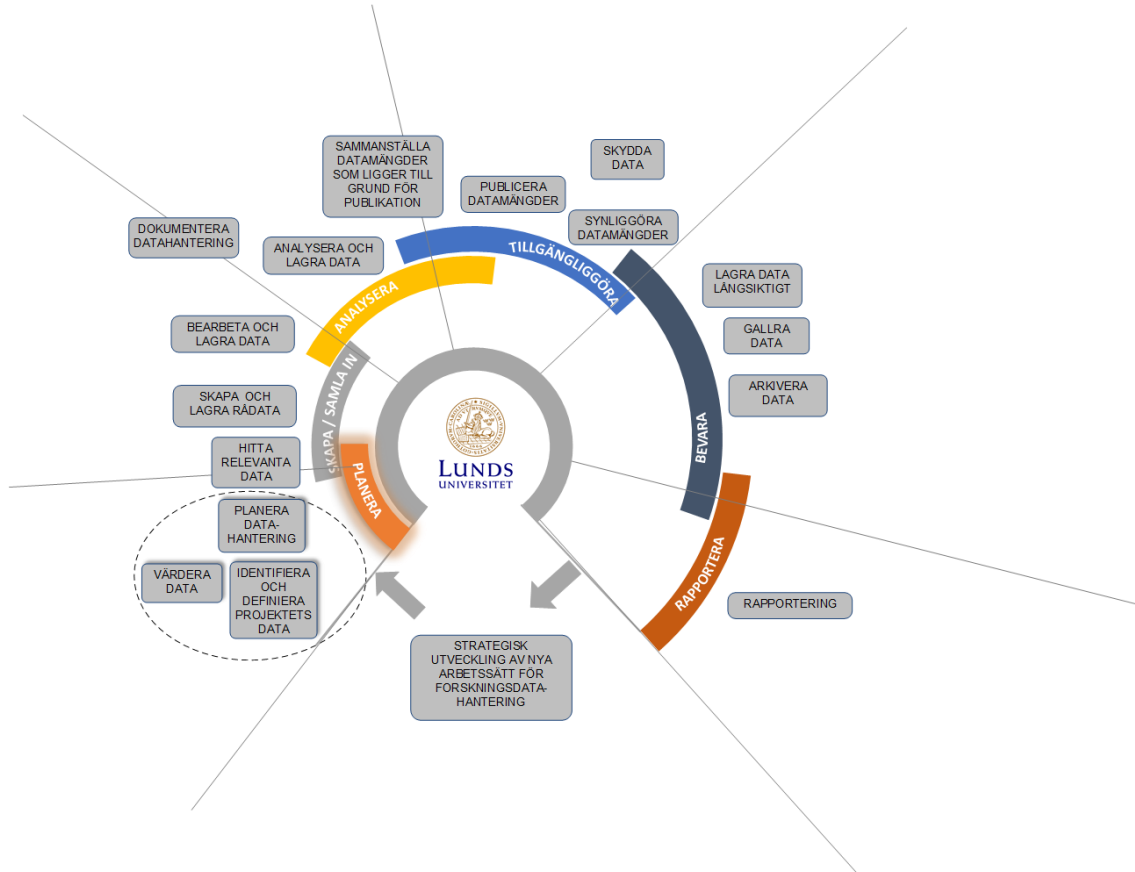 SAMMANSTÄLLA
DATAMÄNGDER
SOM LIGGER TILL
GRUND FÖR
PUBLIKATION
SKYDDA
DATA
PUBLICERA
DATAMÄNGDER
SYNLIGGÖRA
DATAMÄNGDER
DOKUMENTERA
DATAHANTERING
ANALYSERA OCH
LAGRA DATA
TILLGÄNGLIGGÖRA
LAGRA DATA
LÅNGSIKTIGT
ANALYSERA
BEARBETA OCH
LAGRA DATA
GALLRA
DATA
SKAPA / SAMLA IN
SKAPA OCH
LAGRA RÅDATA
ARKIVERA
DATA
HITTA
RELEVANTA
DATA
BEVARA
LUNDS
UNIVERSITET
PLANERA
PLANERA
DATA-
HANTERING
VÄRDERA
DATA
IDENTIFIERA
OCH
DEFINIERA
PROJEKTETS
DATA
RAPPORTERA
RAPPORTERING
STRATEGISK
UTVECKLING AV NYA
ARBETSSÄTT FÖR
FORSKNINGSDATA-
HANTERING